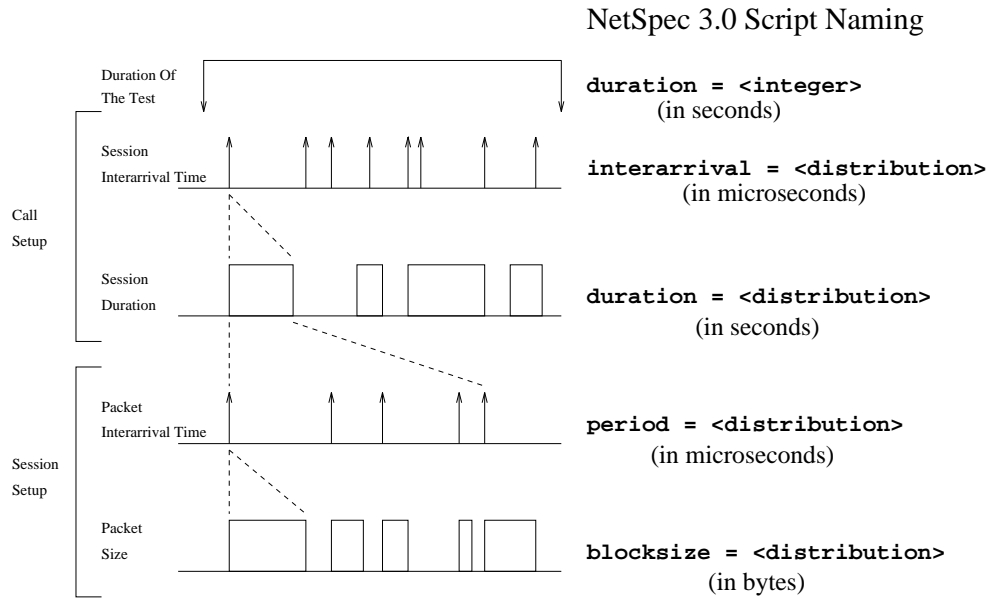 NetSpec 3.0 Script Naming
Duration Of
The Test
duration = <integer>
(in seconds)
Session
Interarrival Time
interarrival = <distribution>
(in microseconds)
Call
Setup
Session
Duration
duration = <distribution>
(in seconds)
Packet
Interarrival Time
period = <distribution>
(in microseconds)
Session
Setup
Packet
Size
blocksize = <distribution>
(in bytes)